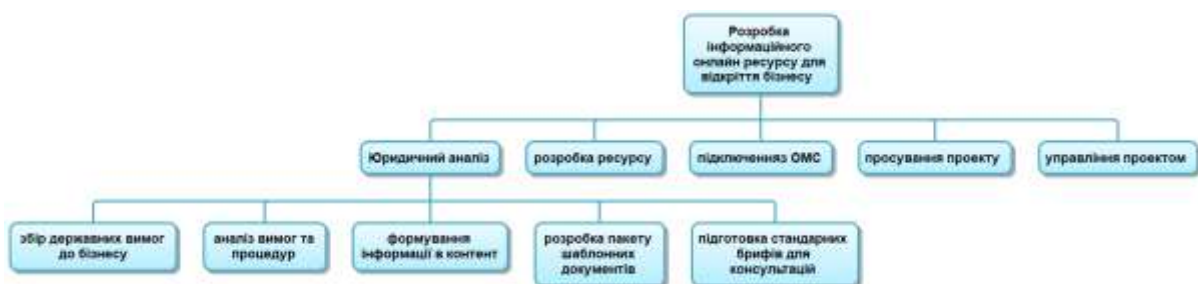 Розробка
інформаційного
онлайн ресурсу для
відкріття бізнесу
Юридичний аналіз
розробка ресурсу
підключенняз ОМС
просування проекту
управління проектом
збір державних вимог
до бізнесу
аналіз вимог та
процедур
формування
інформації в контент
розробка пакету
шаблонних
документів
підготовка стандарних
брифів для
консультацій